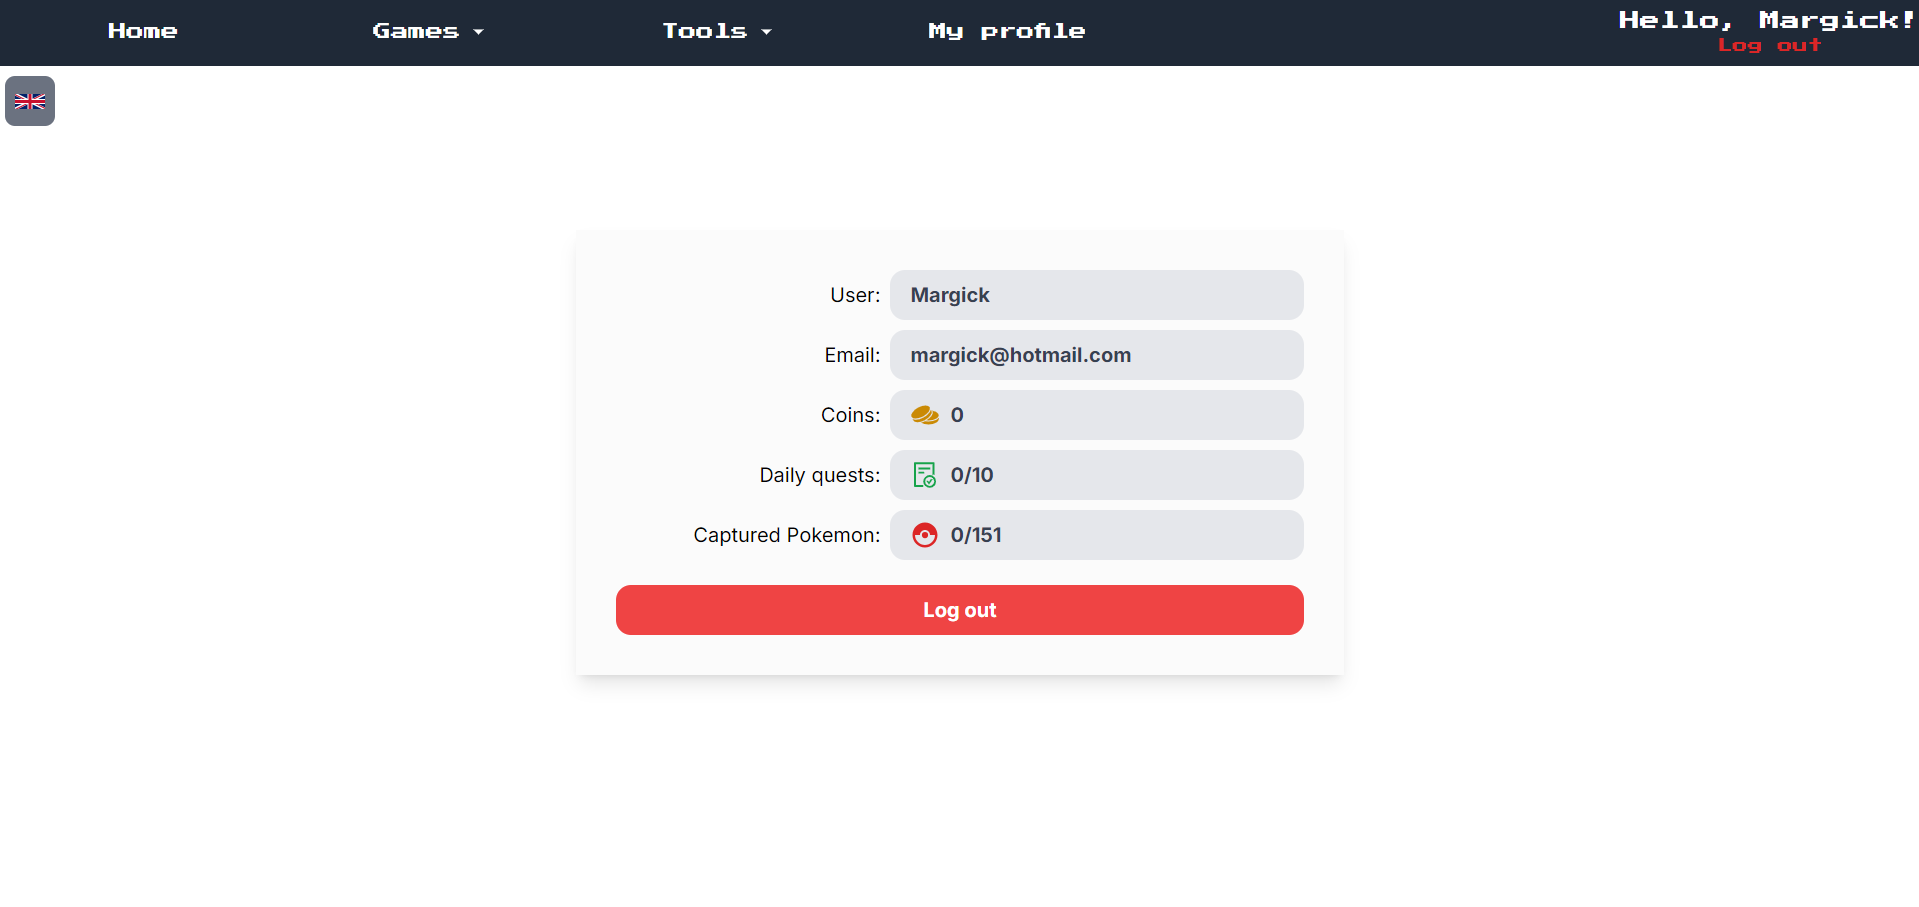 Home Games Tools My profile
Hello, Margick!
Log out
User: Margick
Email: margick@hotmail.com
Coins: 0
Daily quests: 0/10
Captured Pokemon: 0/151
Log out